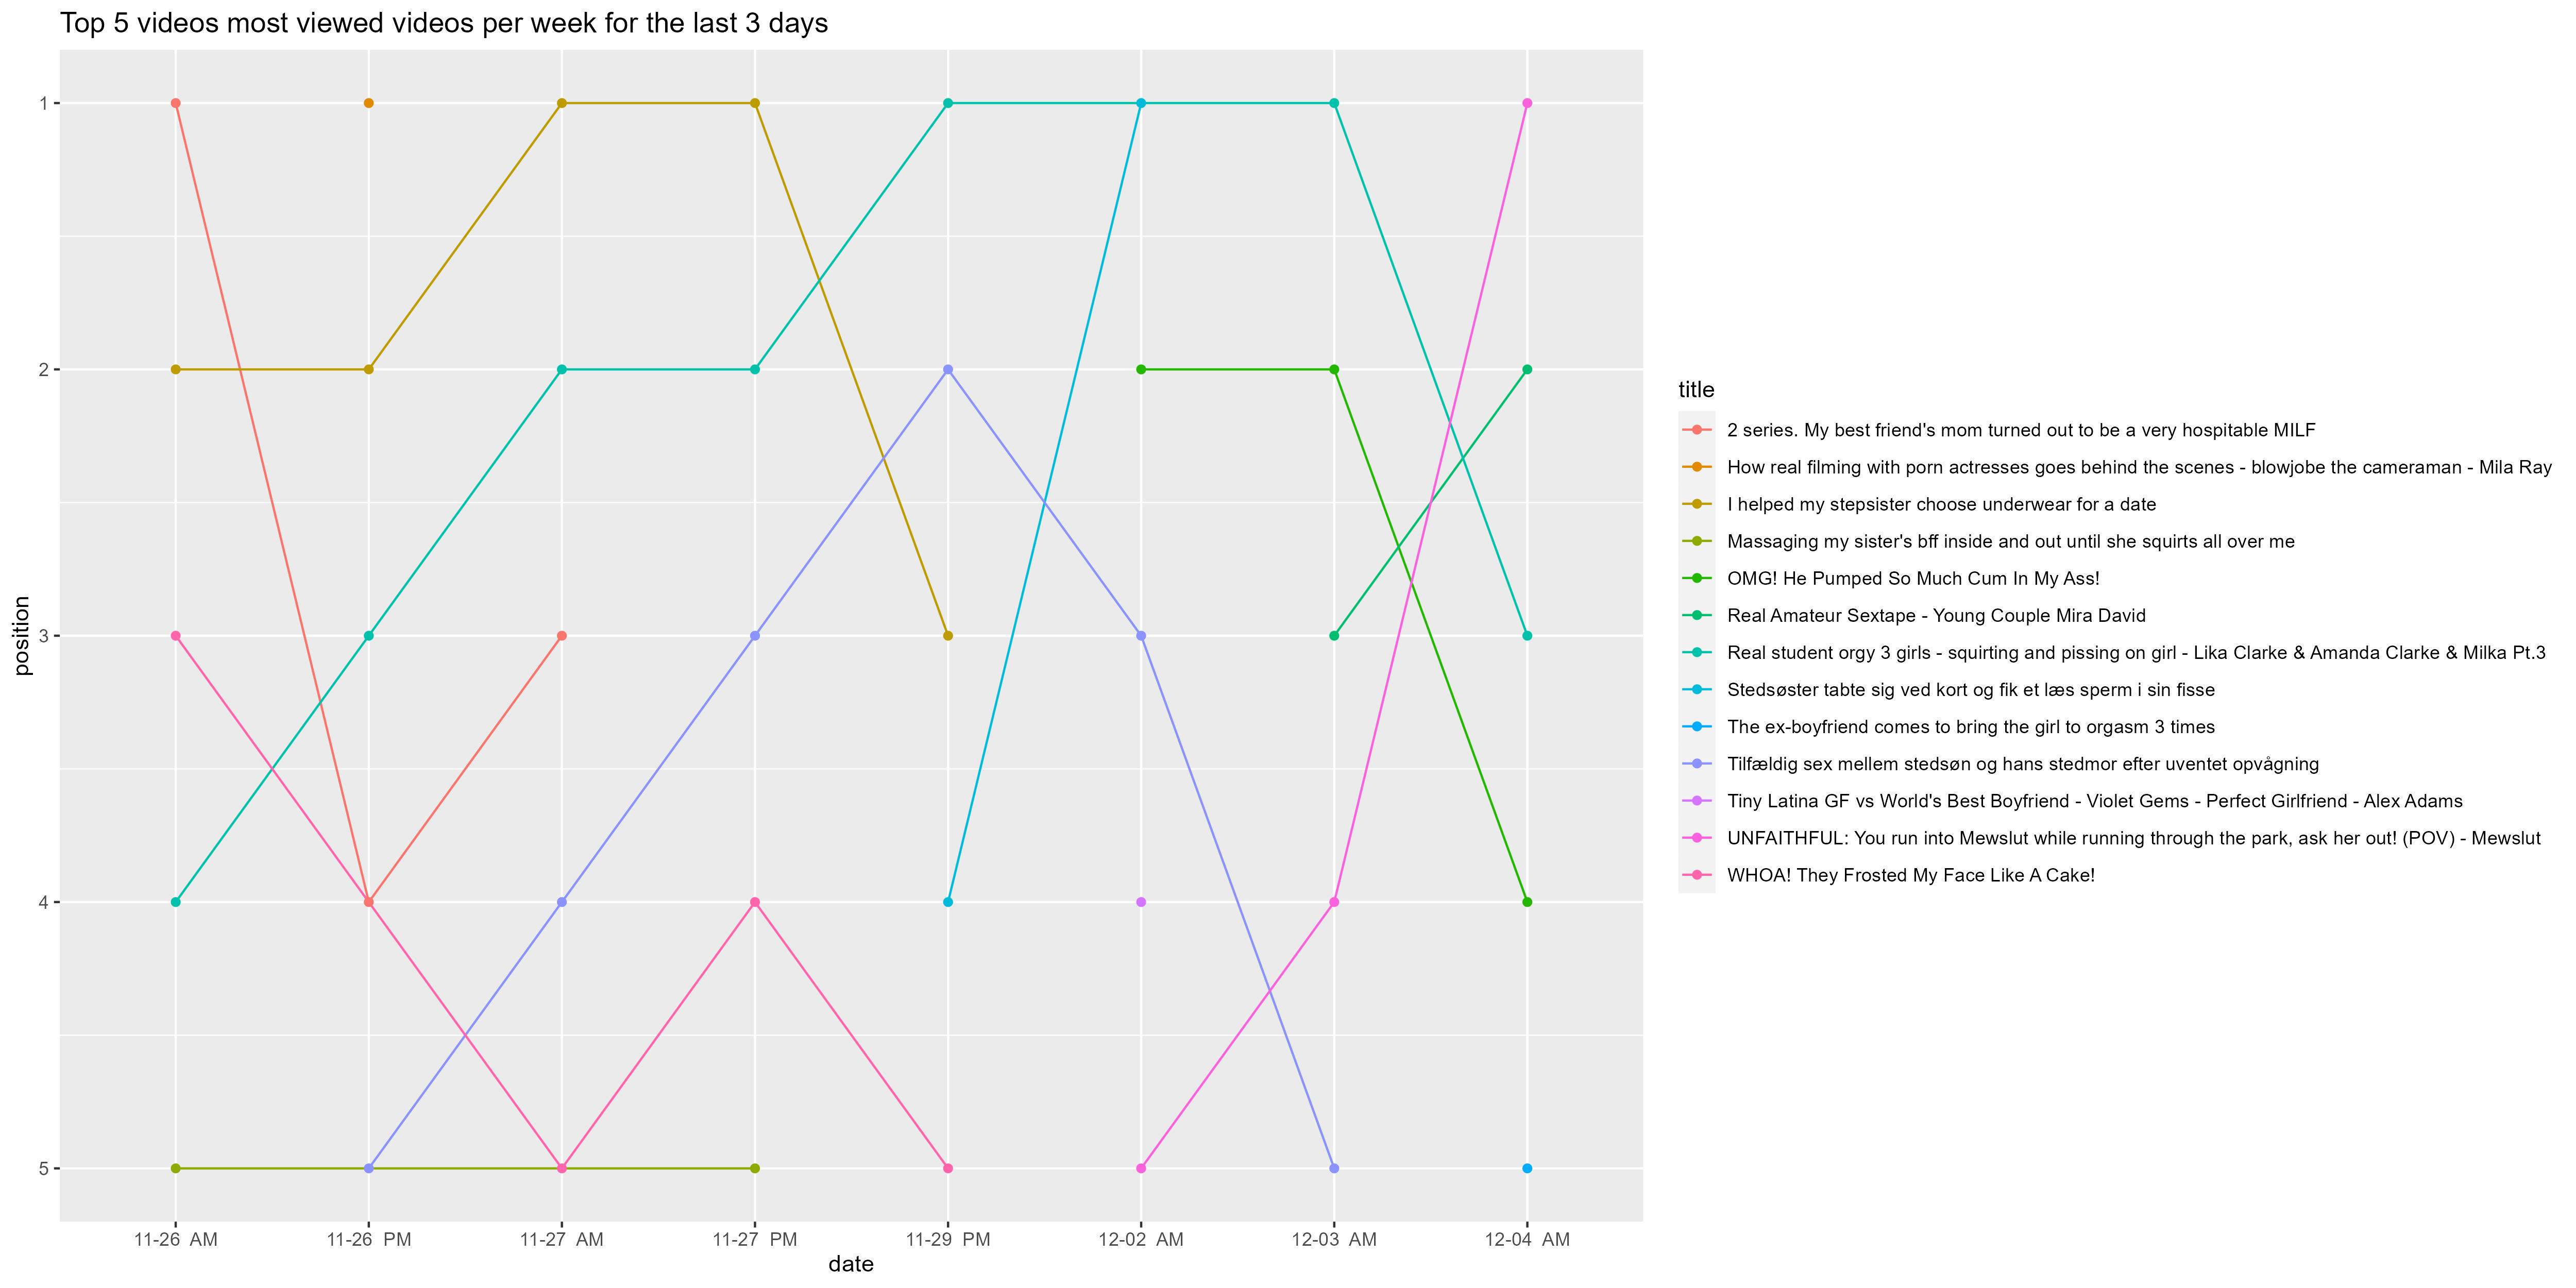 Top 5 videos most viewed videos per week for the last 3 days
position
1
2
3
4
5
11-26 AM
11-26 PM
11-27 AM
11-27 PM
11-29 PM
12-02 AM
12-03 AM
12-04 AM
date
title
2 series. My best friend's mom turned out to be a very hospitable MILF
How real filming with porn actresses goes behind the scenes - blowjobe the cameraman - Mila Ray
I helped my stepsister choose underwear for a date
Massaging my sister's bff inside and out until she squirts all over me
OMG! He Pumped So Much Cum In My Ass!
Real Amateur Sextape - Young Couple Mira David
Real student orgy 3 girls - squirting and pissing on girl - Lika Clarke & Amanda Clarke & Milka Pt.3
Stedsøster tabte sig ved kort og fik et læs sperm i sin fisse
The ex-boyfriend comes to bring the girl to orgasm 3 times
Tilfældig sex mellem stedsøn og hans stedmor efter uventet opvågning
Tiny Latina GF vs World's Best Boyfriend - Violet Gems - Perfect Girlfriend - Alex Adams
UNFAITHFUL: You run into Mewslut while running through the park, ask her out! (POV) - Mewslut
WHOA! They Frosted My Face Like A Cake!